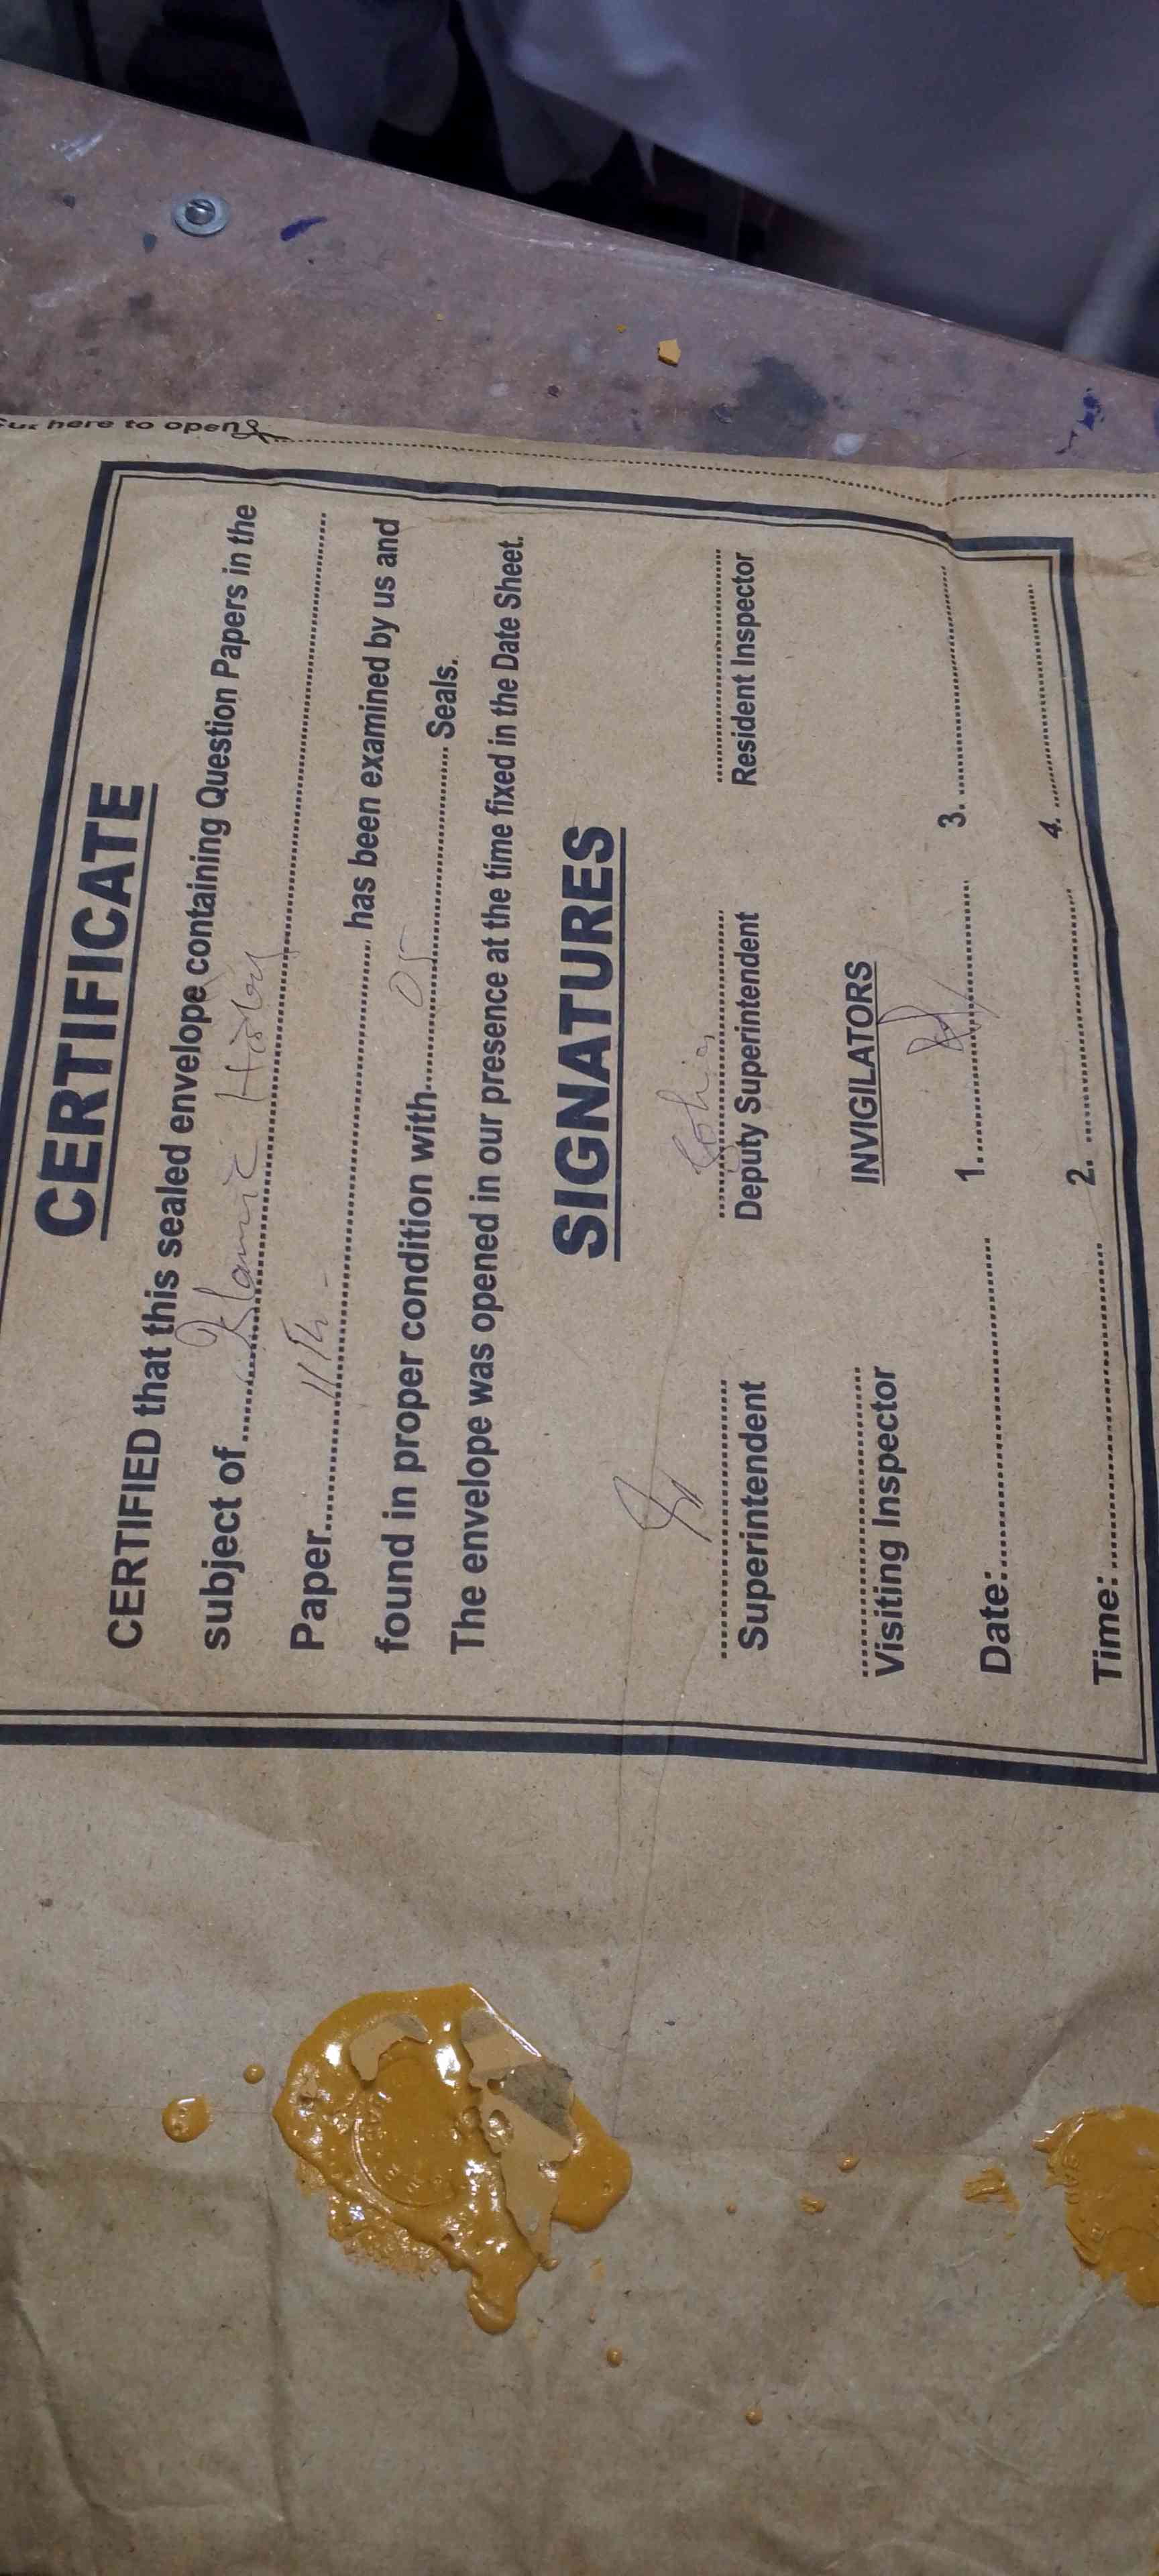 Cut here to open
CERTIFICATE
CERTIFIED that this sealed envelope containing Question Papers in the
subject of Islamic History
Paper 11th has been examined by us and
found in proper condition with 05 Seals.
The envelope was opened in our presence at the time fixed in the Date Sheet.
SIGNATURES
Superintendent Deputy Superintendent Resident Inspector
INVIGILATORS
Visiting Inspector
Date: 1. 3.
Time: 2. 4.